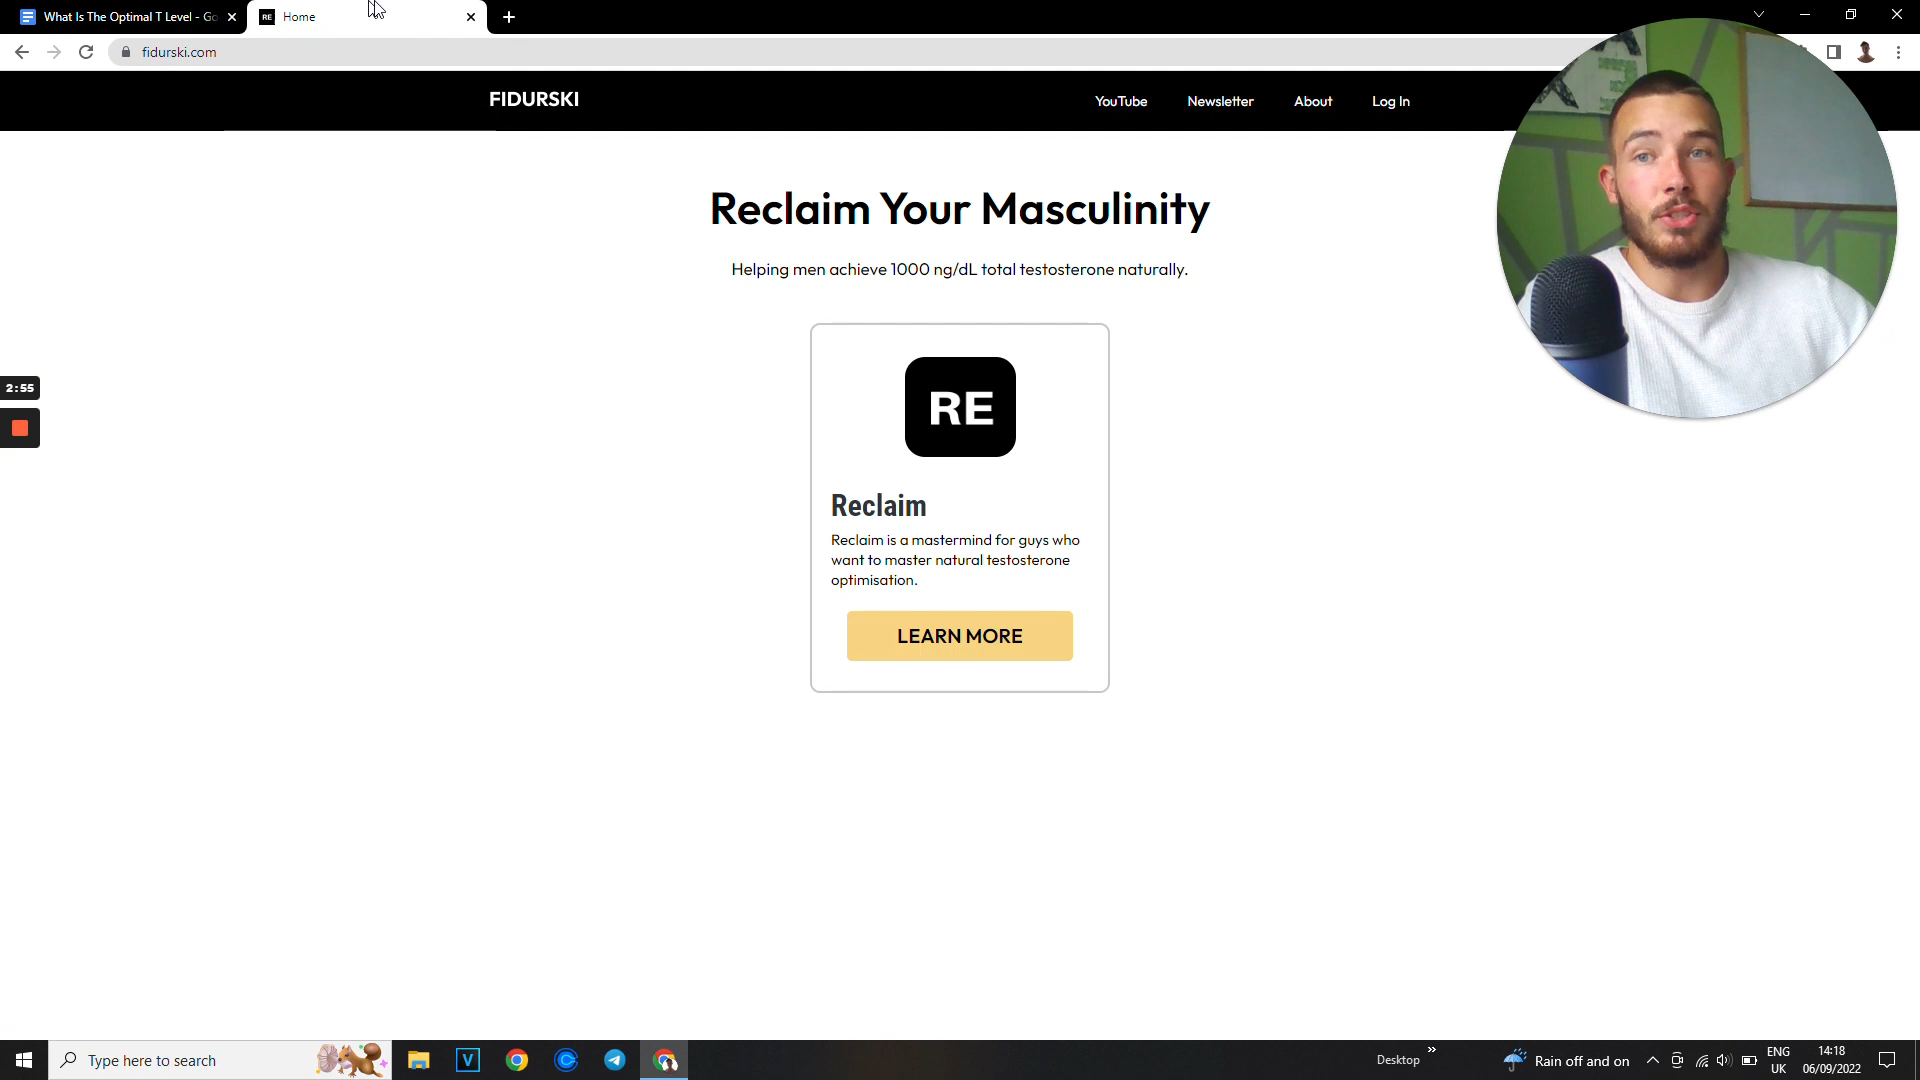 What Is The Optimal T Level - Go
RE
Home
fidurski.com
FIDURSKI
YouTube
Newsletter
About
Log In
Reclaim Your Masculinity
Helping men achieve 1000 ng/dL total testosterone naturally.
2:55
RE
Reclaim
Reclaim is a mastermind for guys who
want to master natural testosterone
optimisation.
LEARN MORE
Type here to search
Desktop
Rain off and on
ENG
UK
14:18
06/09/2022